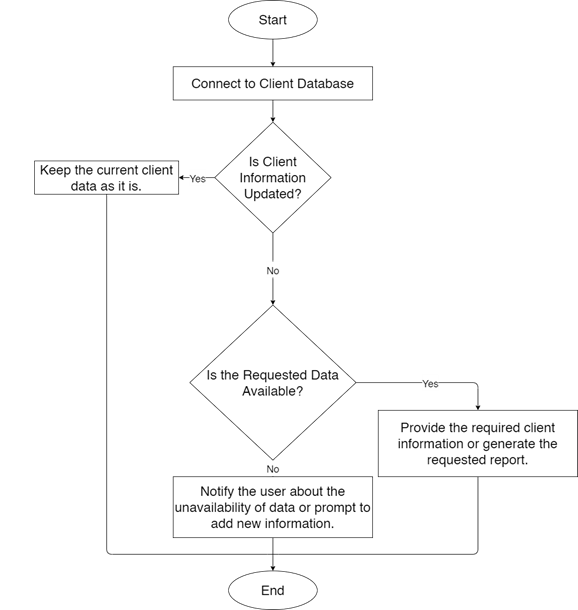 Start
Connect to Client Database
Is Client
Information
Updated?
Yes
Keep the current client
data as it is.
No
Is the Requested Data
Available?
Yes
Provide the required client
information or generate the
requested report.
No
Notify the user about the
unavailability of data or prompt to
add new information.
End